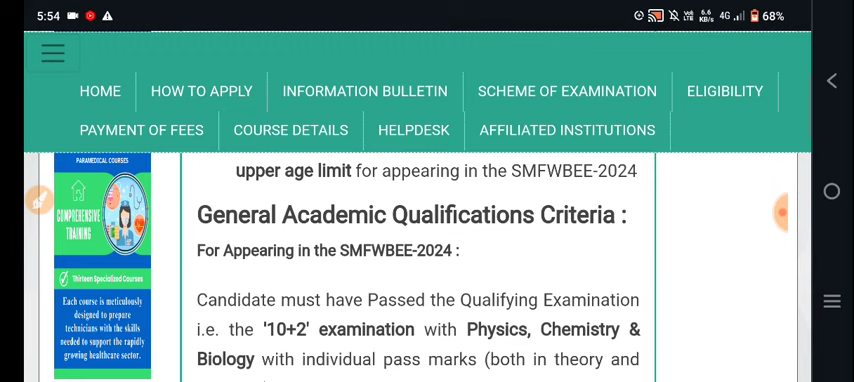 5:54
6.6
KB/s
4G
68%
HOME
HOW TO APPLY
INFORMATION BULLETIN
SCHEME OF EXAMINATION
ELIGIBILITY
PAYMENT OF FEES
COURSE DETAILS
HELPDESK
AFFILIATED INSTITUTIONS
PARAMEDICAL COURSES
COMPREHENSIVE
TRAINING
Thirteen Specialized Courses
Each course is meticulously
designed to prepare
technicians with the skills
needed to support the rapidly
growing healthcare sector.
upper age limit for appearing in the SMFWBEE-2024
General Academic Qualifications Criteria :
For Appearing in the SMFWBEE-2024 :
Candidate must have Passed the Qualifying Examination
i.e. the '10+2' examination with Physics, Chemistry &
Biology with individual pass marks (both in theory and